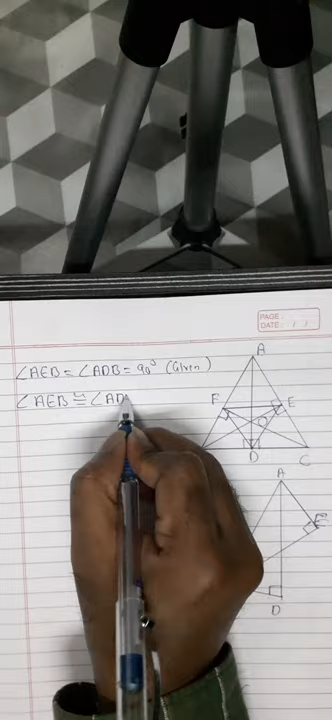 PAGE:
DATE: / /
∠AEB = ∠ADB = 90° (Given)
∠AEB ≅ ∠AD
A
F
E
O
D
C
A
E
D